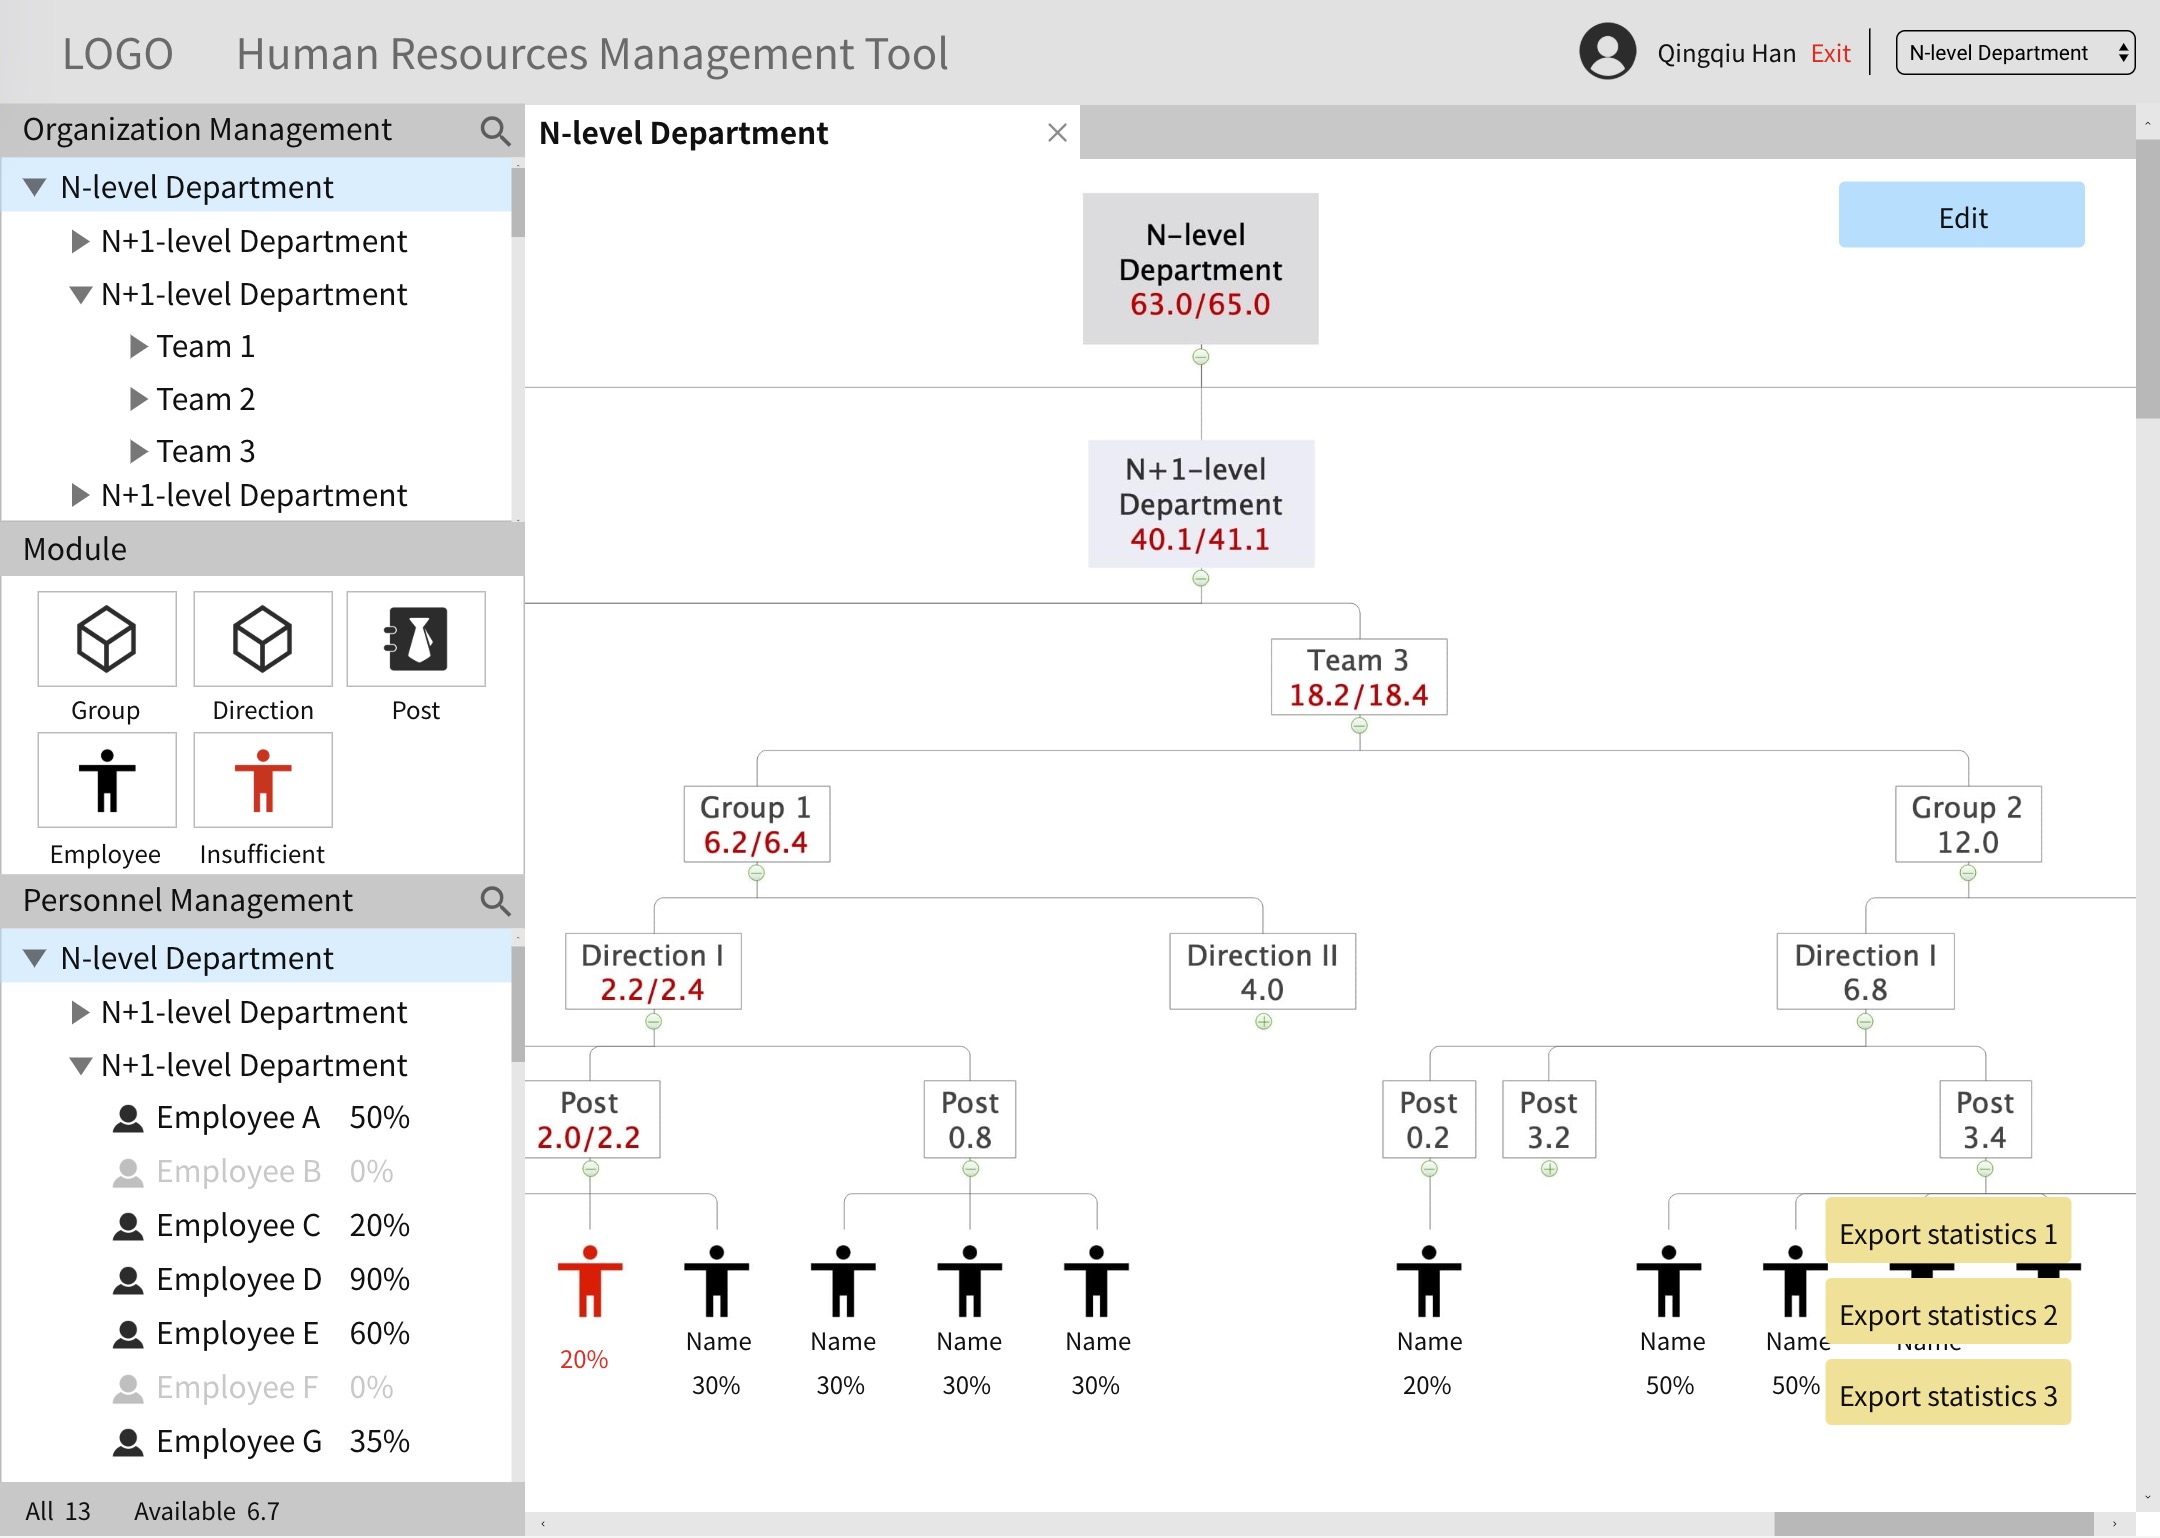 LOGO
Human Resources Management Tool
Qingqiu Han Exit
N-level Department
Organization Management
N-level Department
N+1-level Department
N+1-level Department
Team 1
Team 2
Team 3
N+1-level Department
Module
Group
Direction
Post
Employee
Insufficient
Personnel Management
N-level Department
N+1-level Department
N+1-level Department
Employee A 50%
Employee B 0%
Employee C 20%
Employee D 90%
Employee E 60%
Employee F 0%
Employee G 35%
All 13 Available 6.7
N-level Department
Edit
N-level
Department
63.0/65.0
N+1-level
Department
40.1/41.1
Team 3
18.2/18.4
Group 1
6.2/6.4
Group 2
12.0
Direction I
2.2/2.4
Direction II
4.0
Direction I
6.8
Post
2.0/2.2
Post
0.8
Post
0.2
Post
3.2
Post
3.4
20%
Name
30%
Name
30%
Name
30%
Name
30%
Name
20%
Name
50%
Name
50%
Name
Export statistics 1
Export statistics 2
Export statistics 3